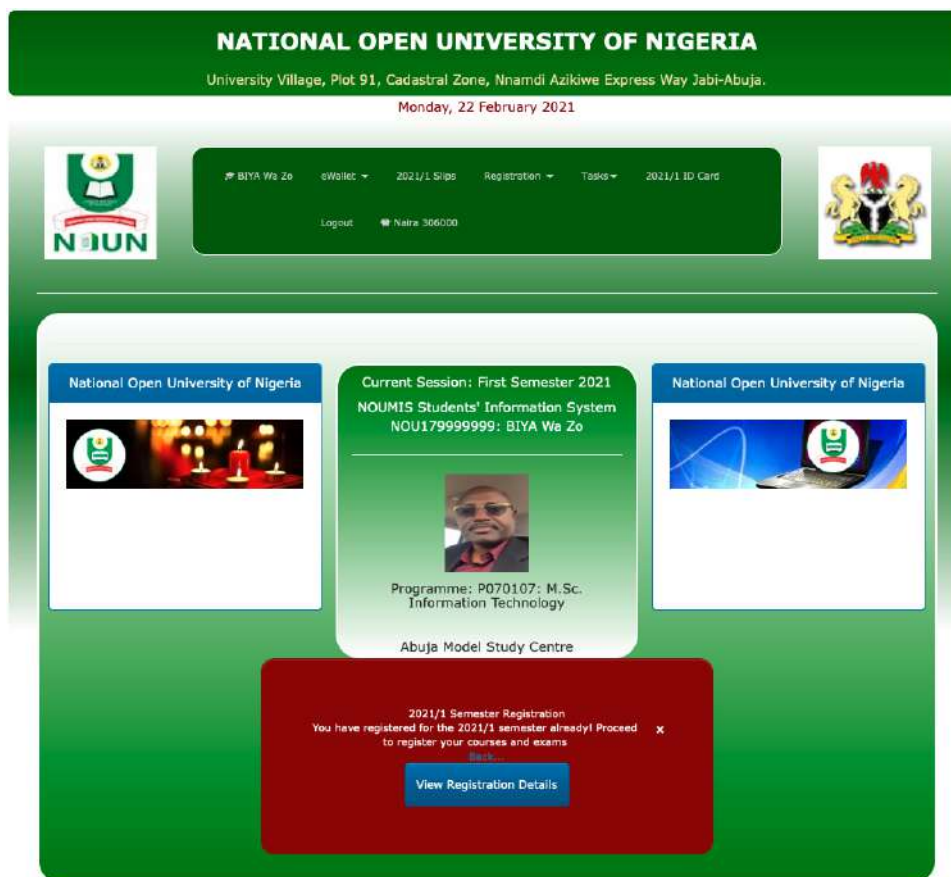 NATIONAL OPEN UNIVERSITY OF NIGERIA
University Village, Plot 91, Cadastral Zone, Nnamdi Azikiwe Express Way Jabi-Abuja.
Monday, 22 February 2021
BIYA Wa Zo eWallet 2021/1 Slips Registration Tasks 2021/1 ID Card
Logout Naira 306000
NOUN
National Open University of Nigeria
Current Session: First Semester 2021
NOUMIS Students' Information System
NOU179999999: BIYA Wa Zo
Programme: P070107: M.Sc.
Information Technology
Abuja Model Study Centre
National Open University of Nigeria
2021/1 Semester Registration
You have registered for the 2021/1 semester already! Proceed
to register your courses and exams
x
Back...
View Registration Details